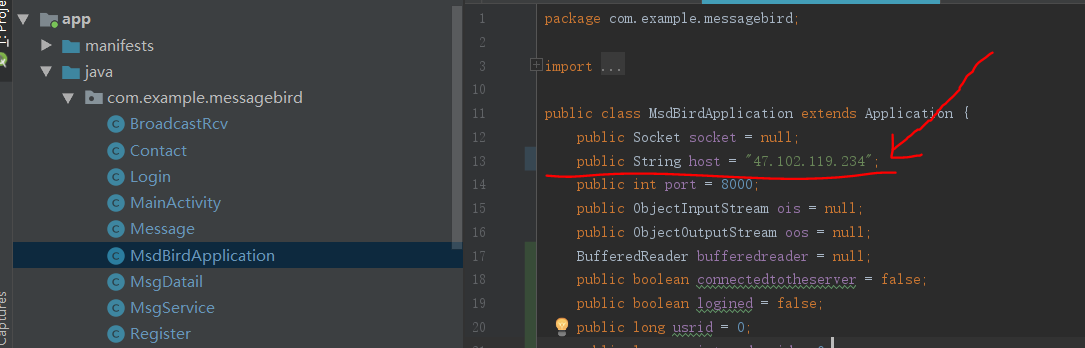 1: Proje
app
manifests
java
com.example.messagebird
BroadcastRcv
Contact
Login
MainActivity
Message
MsdBirdApplication
MsgDatail
MsgService
Register
Captures
1 package com.example.messagebird;
2
3 import ...
10
11 public class MsdBirdApplication extends Application {
12 public Socket socket = null;
13 public String host = "47.102.119.234";
14 public int port = 8000;
15 public ObjectInputStream ois = null;
16 public ObjectOutputStream oos = null;
17 BufferedReader bufferedreader = null;
18 public boolean connectedtotheserver = false;
19 public boolean logined = false;
20 public long usrid = 0;